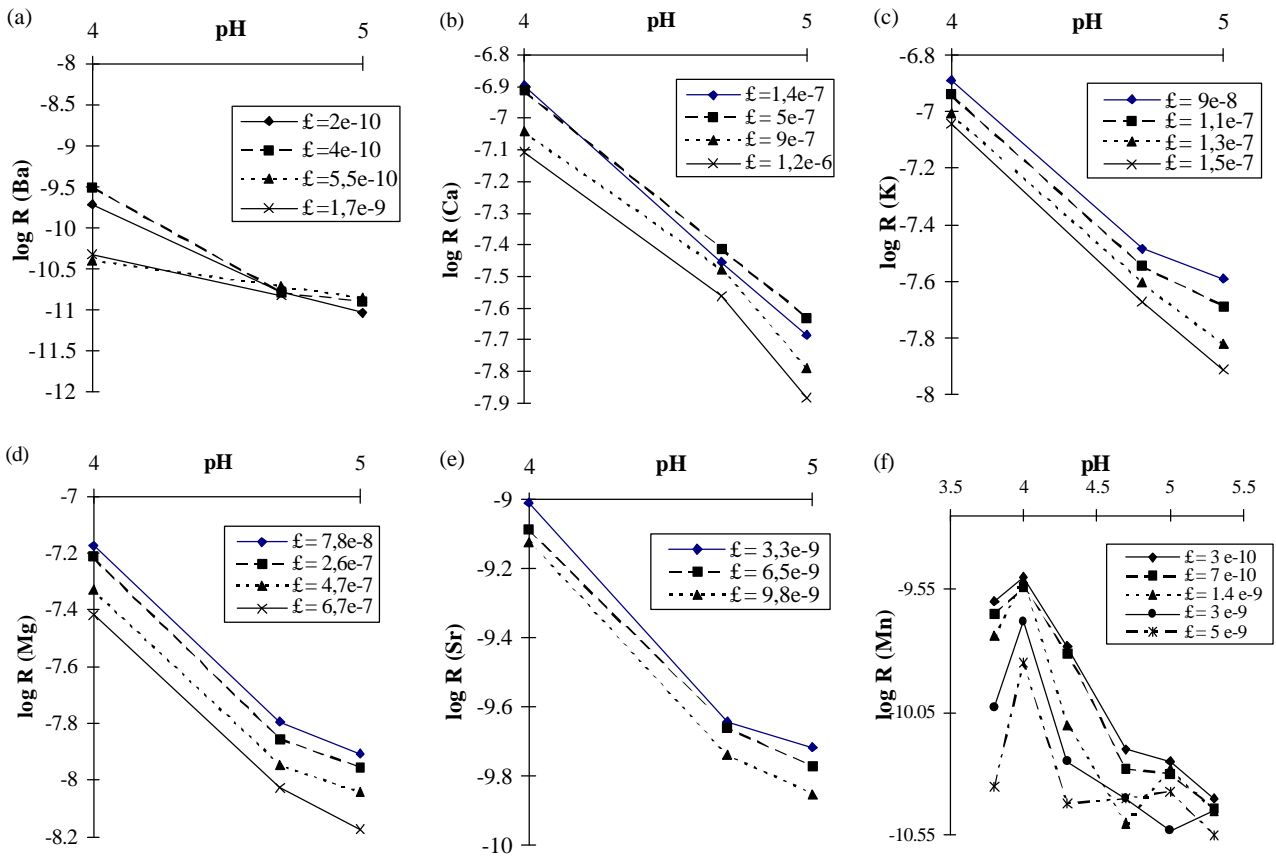 (a)
4 pH 5
-8
-8.5
-9
-9.5
-10
-10.5
-11
-11.5
-12
log R (Ba)
£ =2e-10
£ =4e-10
£ =5,5e-10
£ =1,7e-9
(b)
4 pH 5
-6.8
-6.9
-7
-7.1
-7.2
-7.3
-7.4
-7.5
-7.6
-7.7
-7.8
-7.9
log R (Ca)
£ =1,4e-7
£ = 5e-7
£ = 9e-7
£ = 1,2e-6
(c)
4 pH 5
-6.8
-7
-7.2
-7.4
-7.6
-7.8
-8
log R (K)
£ = 9e-8
£ = 1,1e-7
£ = 1,3e-7
£ = 1,5e-7
(d)
4 pH 5
-7
-7.2
-7.4
-7.6
-7.8
-8
-8.2
log R (Mg)
£ = 7,8e-8
£ = 2,6e-7
£ = 4,7e-7
£ = 6,7e-7
(e)
4 pH 5
-9
-9.2
-9.4
-9.6
-9.8
-10
log R (Sr)
£ = 3,3e-9
£ = 6,5e-9
£ = 9,8e-9
(f)
pH
3.5 4 4.5 5 5.5
-9.55
-10.05
-10.55
log R (Mn)
£ = 3 e-10
£ = 7 e-10
£ = 1.4 e-9
£ = 3 e-9
£ = 5 e-9